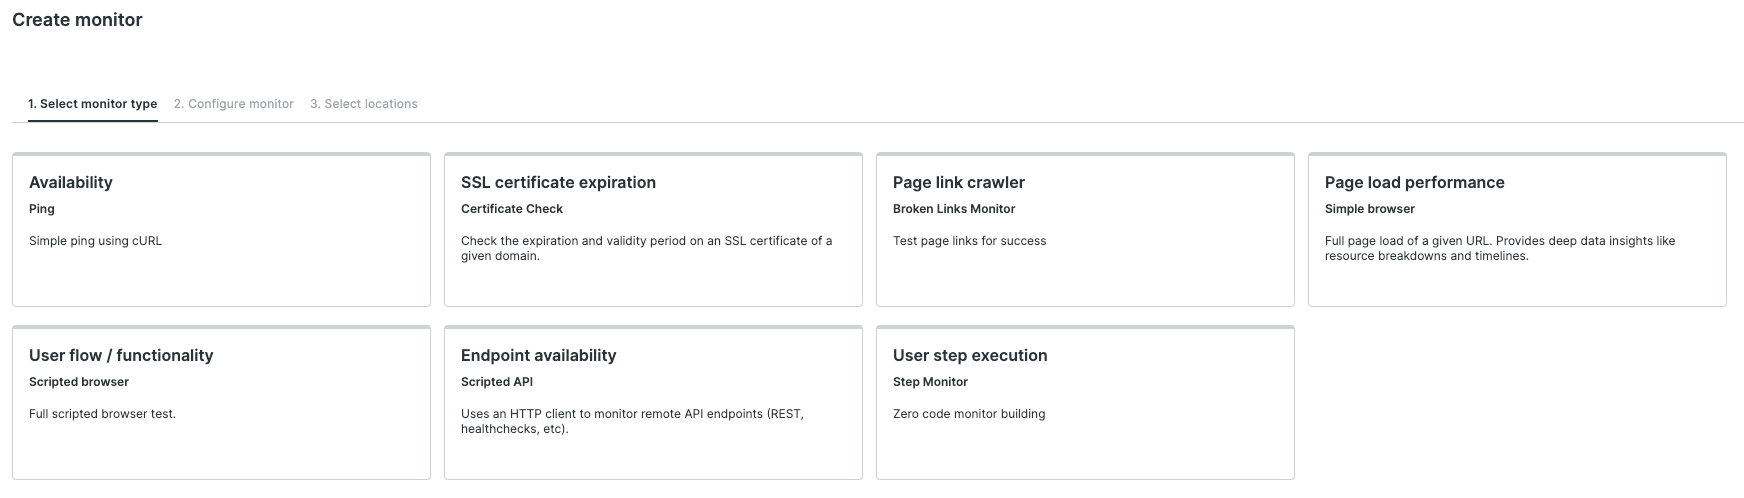 Create monitor
1. Select monitor type
2. Configure monitor
3. Select locations
Availability
Ping
Simple ping using cURL
SSL certificate expiration
Certificate Check
Check the expiration and validity period on an SSL certificate of a
given domain.
Page link crawler
Broken Links Monitor
Test page links for success
Page load performance
Simple browser
Full page load of a given URL. Provides deep data insights like
resource breakdowns and timelines.
User flow / functionality
Scripted browser
Full scripted browser test.
Endpoint availability
Scripted API
Uses an HTTP client to monitor remote API endpoints (REST,
healthchecks, etc).
User step execution
Step Monitor
Zero code monitor building